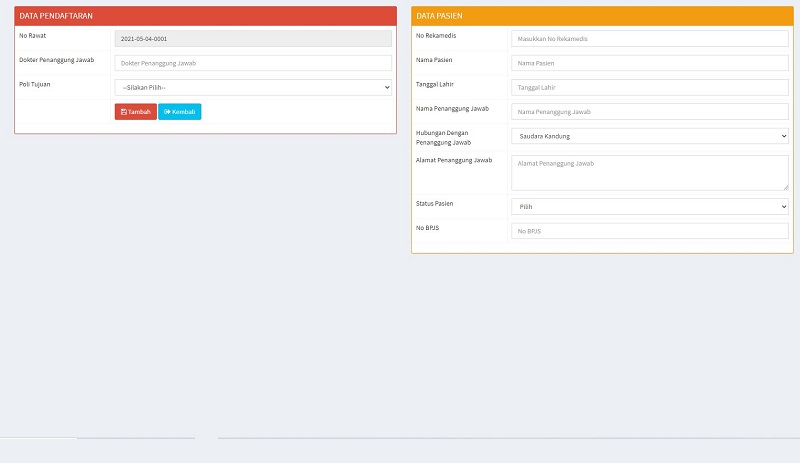 DATA PENDAFTARAN
No Rawat
2021-05-04-0001
Dokter Penanggung Jawab
Dokter Penanggung Jawab
Poli Tujuan
--Silakan Pilih--
Tambah
Kembali
DATA PASIEN
No Rekamedis
Masukkan No Rekamedis
Nama Pasien
Nama Pasien
Tanggal Lahir
Tanggal Lahir
Nama Penanggung Jawab
Nama Penanggung Jawab
Hubungan Dengan
Penanggung Jawab
Saudara Kandung
Alamat Penanggung Jawab
Alamat Penanggung Jawab
Status Pasien
Pilih
No BPJS
No BPJS